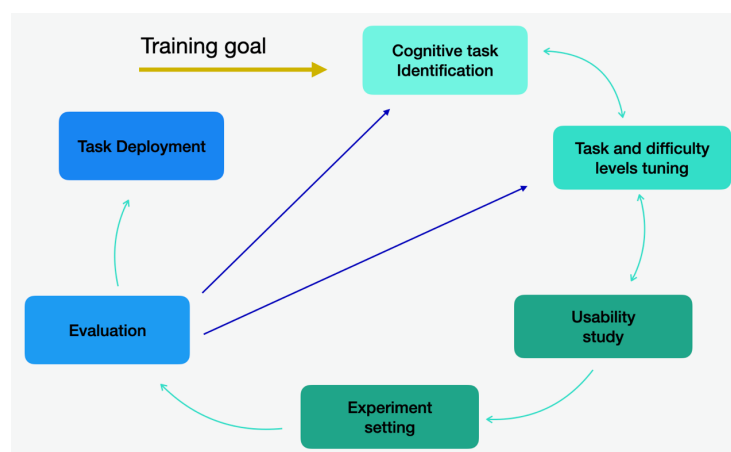 Training goal
Cognitive task
Identification
Task Deployment
Task and difficulty
levels tuning
Evaluation
Usability
study
Experiment
setting